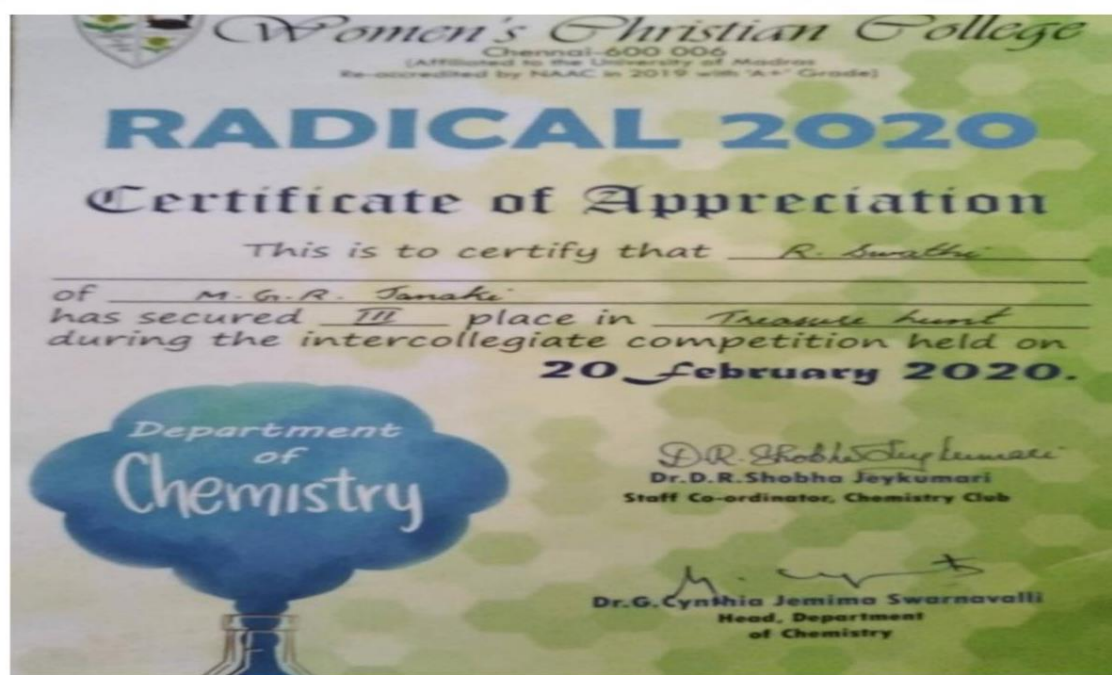 Women's Christian College
Chennai-600 006
(Affiliated to the University of Madras
Re-accredited by NAAC in 2019 with 'A+' Grade)
RADICAL 2020
Certificate of Appreciation
This is to certify that R. Swathi
of M.G.R. Janaki
has secured III place in Treasure hunt
during the intercollegiate competition held on
20 February 2020.
Department
of
Chemistry
D.R. Shobha Jeykumari
Dr.D.R.Shobha Jeykumari
Staff Co-ordinator, Chemistry Club
Dr.G.Cynthia Jemima Swarnavalli
Head, Department
of Chemistry